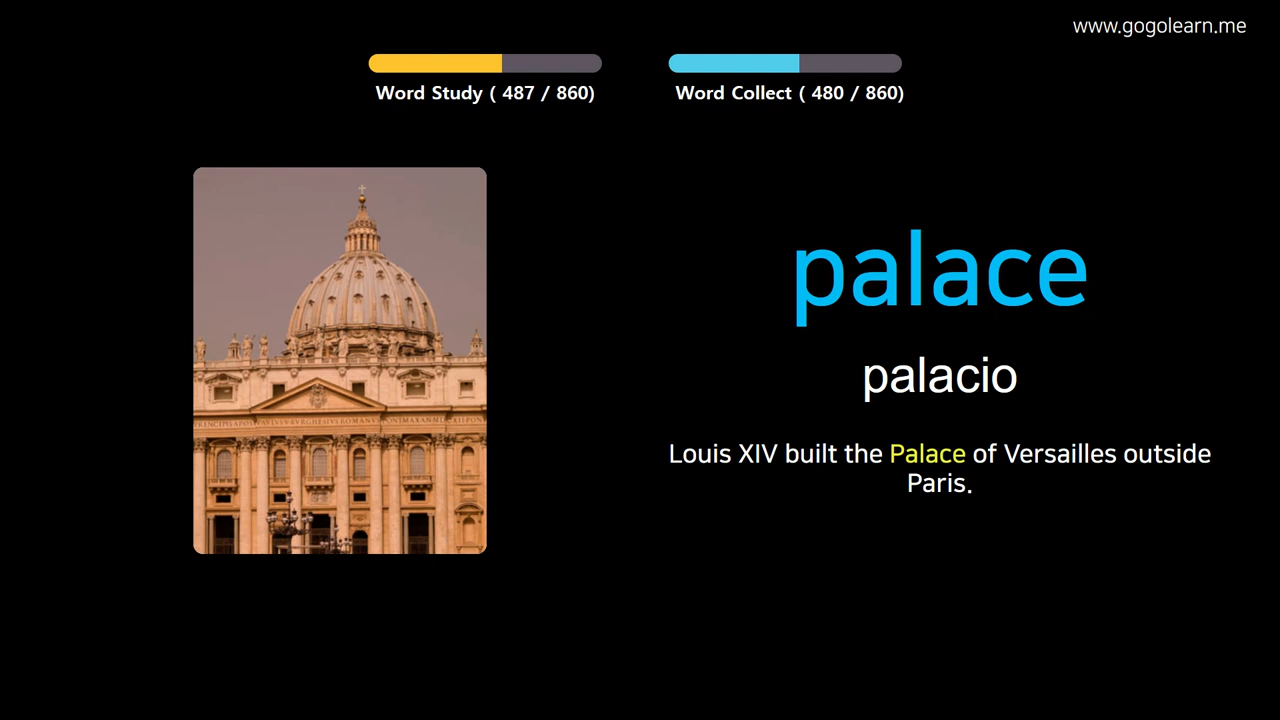 www.gogolearn.me
Word Study ( 487 / 860)
Word Collect ( 480 / 860)
palace
palacio
Louis XIV built the Palace of Versailles outside
Paris.